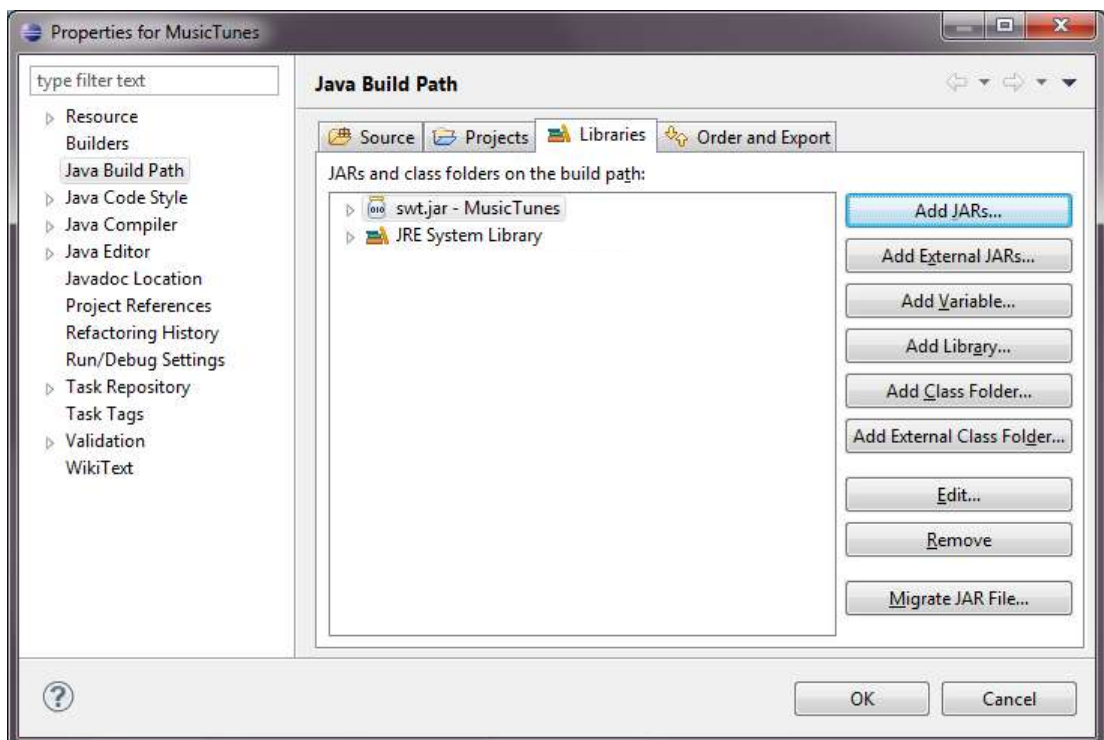 Properties for MusicTunes
type filter text
Resource
Builders
Java Build Path
Java Code Style
Java Compiler
Java Editor
Javadoc Location
Project References
Refactoring History
Run/Debug Settings
Task Repository
Task Tags
Validation
WikiText
Java Build Path
Source Projects Libraries Order and Export
JARs and class folders on the build path:
swt.jar - MusicTunes
JRE System Library
Add JARs...
Add External JARs...
Add Variable...
Add Library...
Add Class Folder...
Add External Class Folder...
Edit...
Remove
Migrate JAR File...
OK Cancel